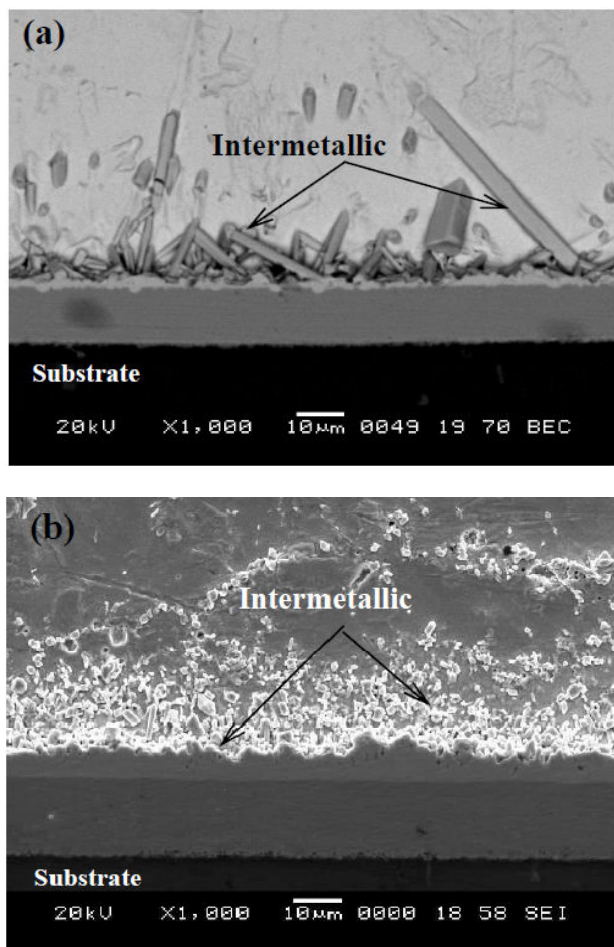 (a)
Intermetallic
Substrate
20kV X1,000 10µm 0049 19 70 BEC
(b)
Intermetallic
Substrate
20kV X1,000 10µm 0000 18 58 SEI